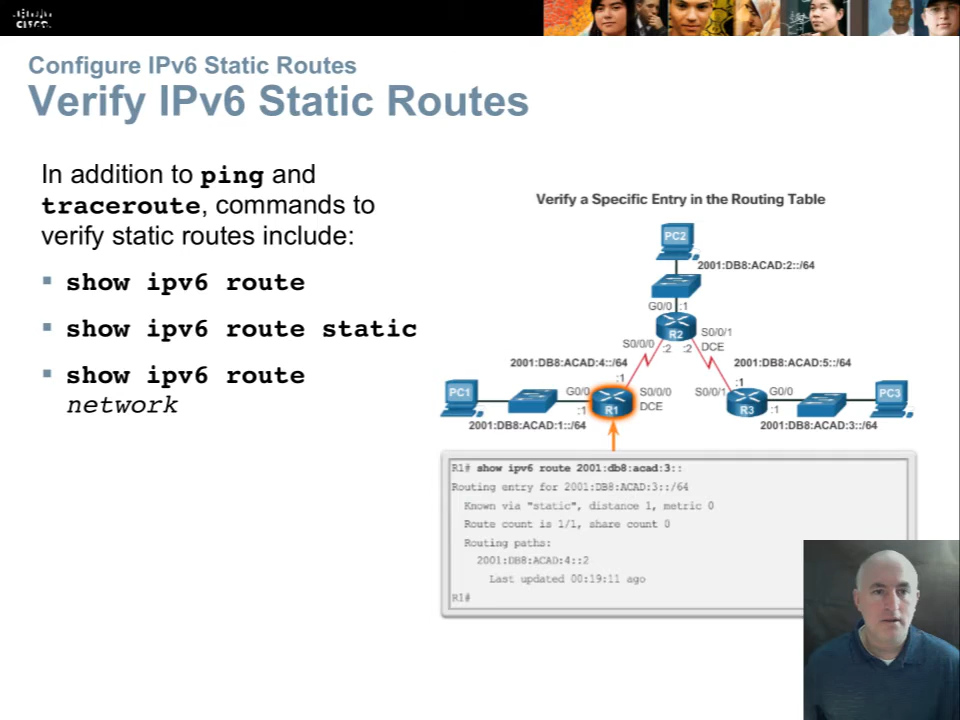 CISCO
Configure IPv6 Static Routes
Verify IPv6 Static Routes
In addition to ping and
traceroute, commands to
verify static routes include:
show ipv6 route
show ipv6 route static
show ipv6 route
network
Verify a Specific Entry in the Routing Table
PC2
2001:DB8:ACAD:2::/64
G0/0 :1
R2
S0/0/1
DCE
S0/0/0
:2 :2
2001:DB8:ACAD:4::/64
2001:DB8:ACAD:5::/64
:1
:1
PC1
G0/0
:1
R1
S0/0/0
DCE
S0/0/1
R3
G0/0
:1
PC3
2001:DB8:ACAD:1::/64
2001:DB8:ACAD:3::/64
R1# show ipv6 route 2001:db8:acad:3::
Routing entry for 2001:DB8:ACAD:3::/64
Known via "static", distance 1, metric 0
Route count is 1/1, share count 0
Routing paths:
2001:DB8:ACAD:4::2
Last updated 00:19:11 ago
R1#